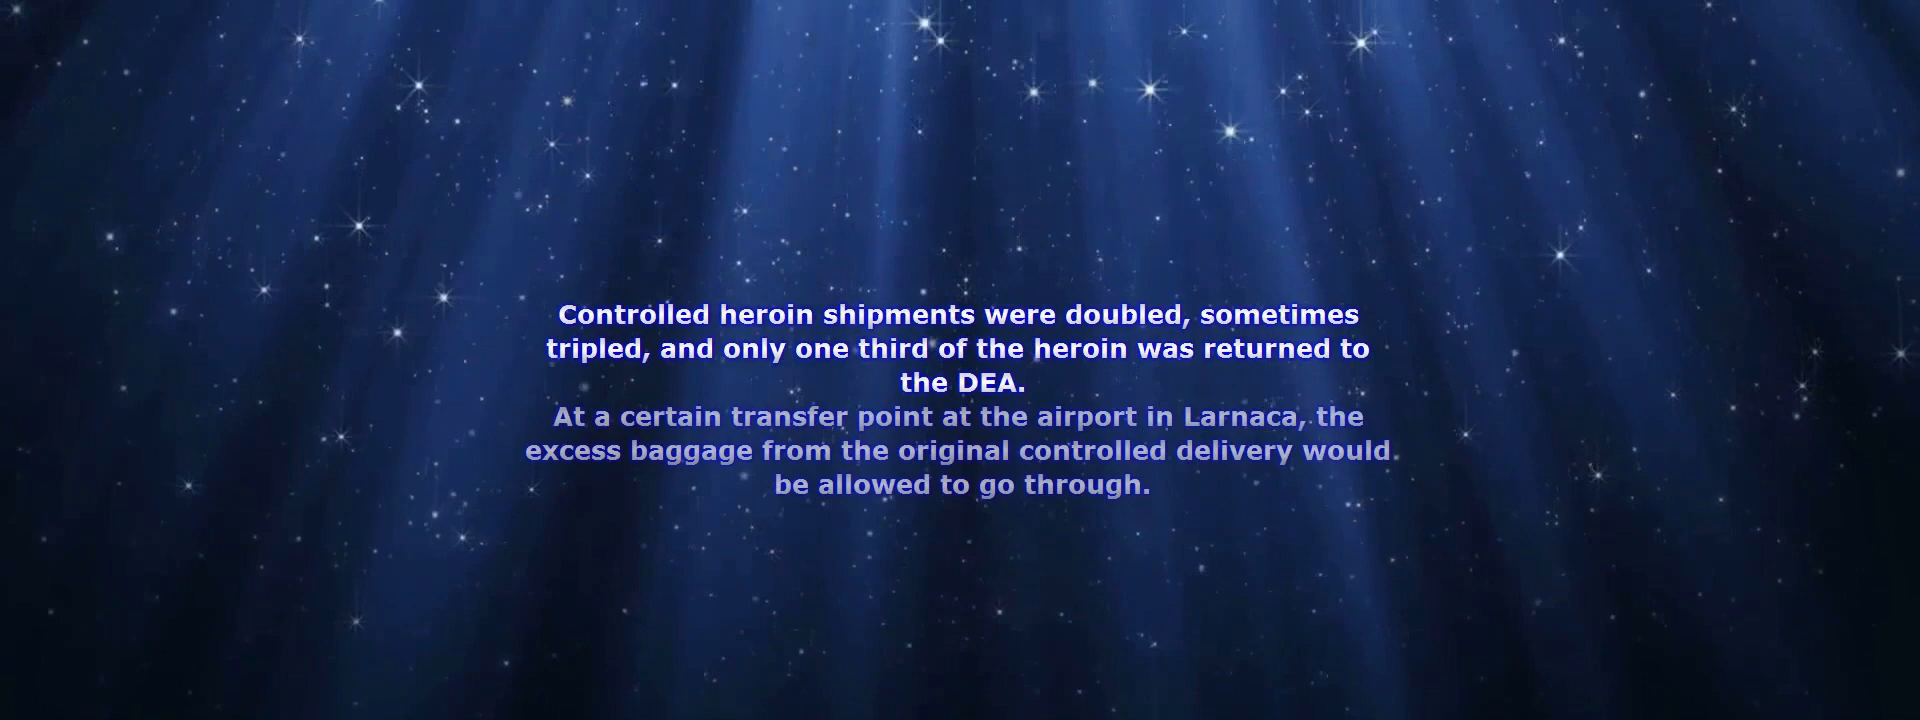 Controlled heroin shipments were doubled, sometimes
tripled, and only one third of the heroin was returned to
the DEA.
At a certain transfer point at the airport in Larnaca, the
excess baggage from the original controlled delivery would
be allowed to go through.